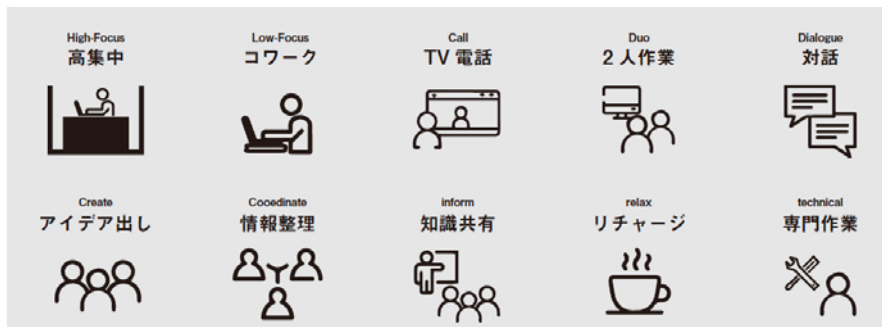 High-Focus
高集中
Low-Focus
コワーク
Call
TV 電話
Duo
2 人作業
Dialogue
対話
Create
アイデア出し
Cooedinate
情報整理
inform
知識共有
relax
リチャージ
technical
専門作業